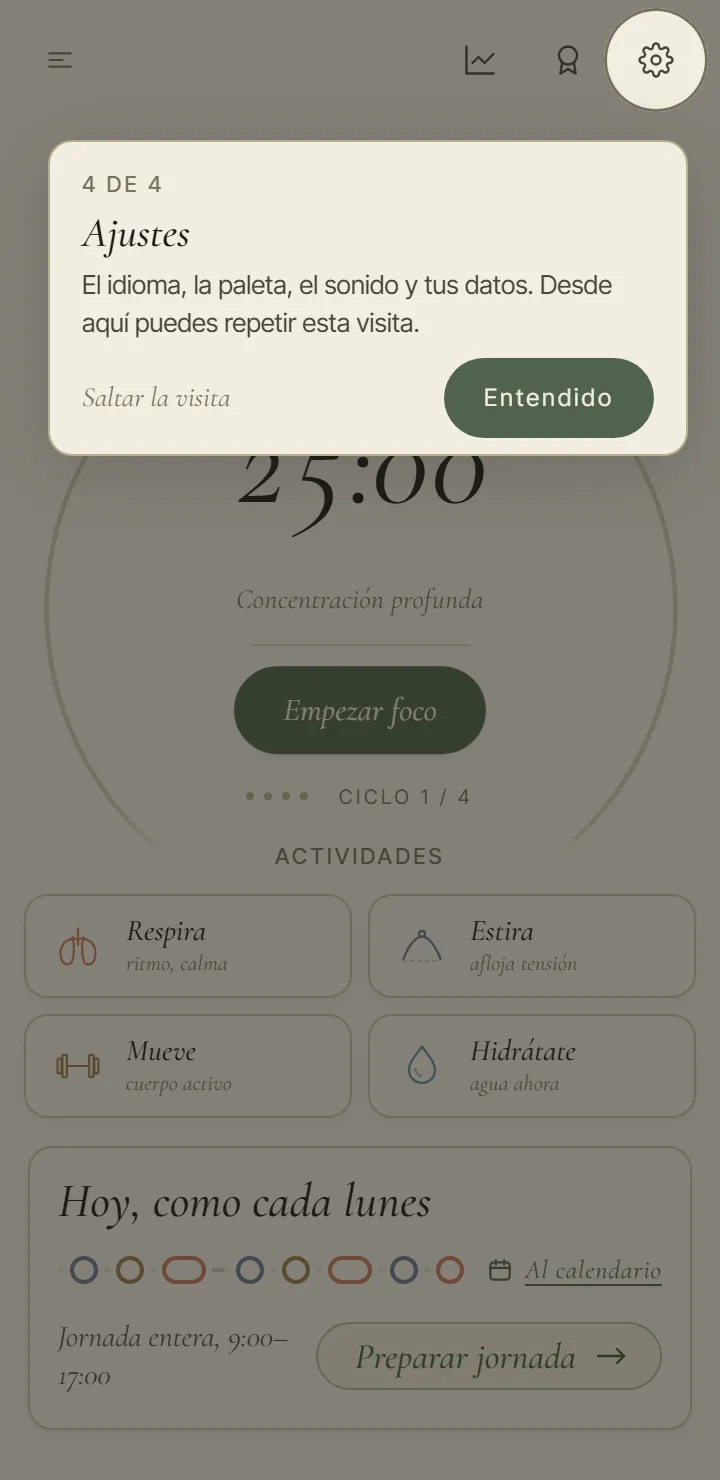 4 DE 4
Ajustes
El idioma, la paleta, el sonido y tus datos. Desde
aquí puedes repetir esta visita.
Saltar la visita
Entendido
25:00
Concentración profunda
Empezar foco
CICLO 1 / 4
ACTIVIDADES
Respira
ritmo, calma
Estira
afloja tensión
Mueve
cuerpo activo
Hidrátate
agua ahora
Hoy, como cada lunes
Al calendario
Jornada entera, 9:00–
17:00
Preparar jornada